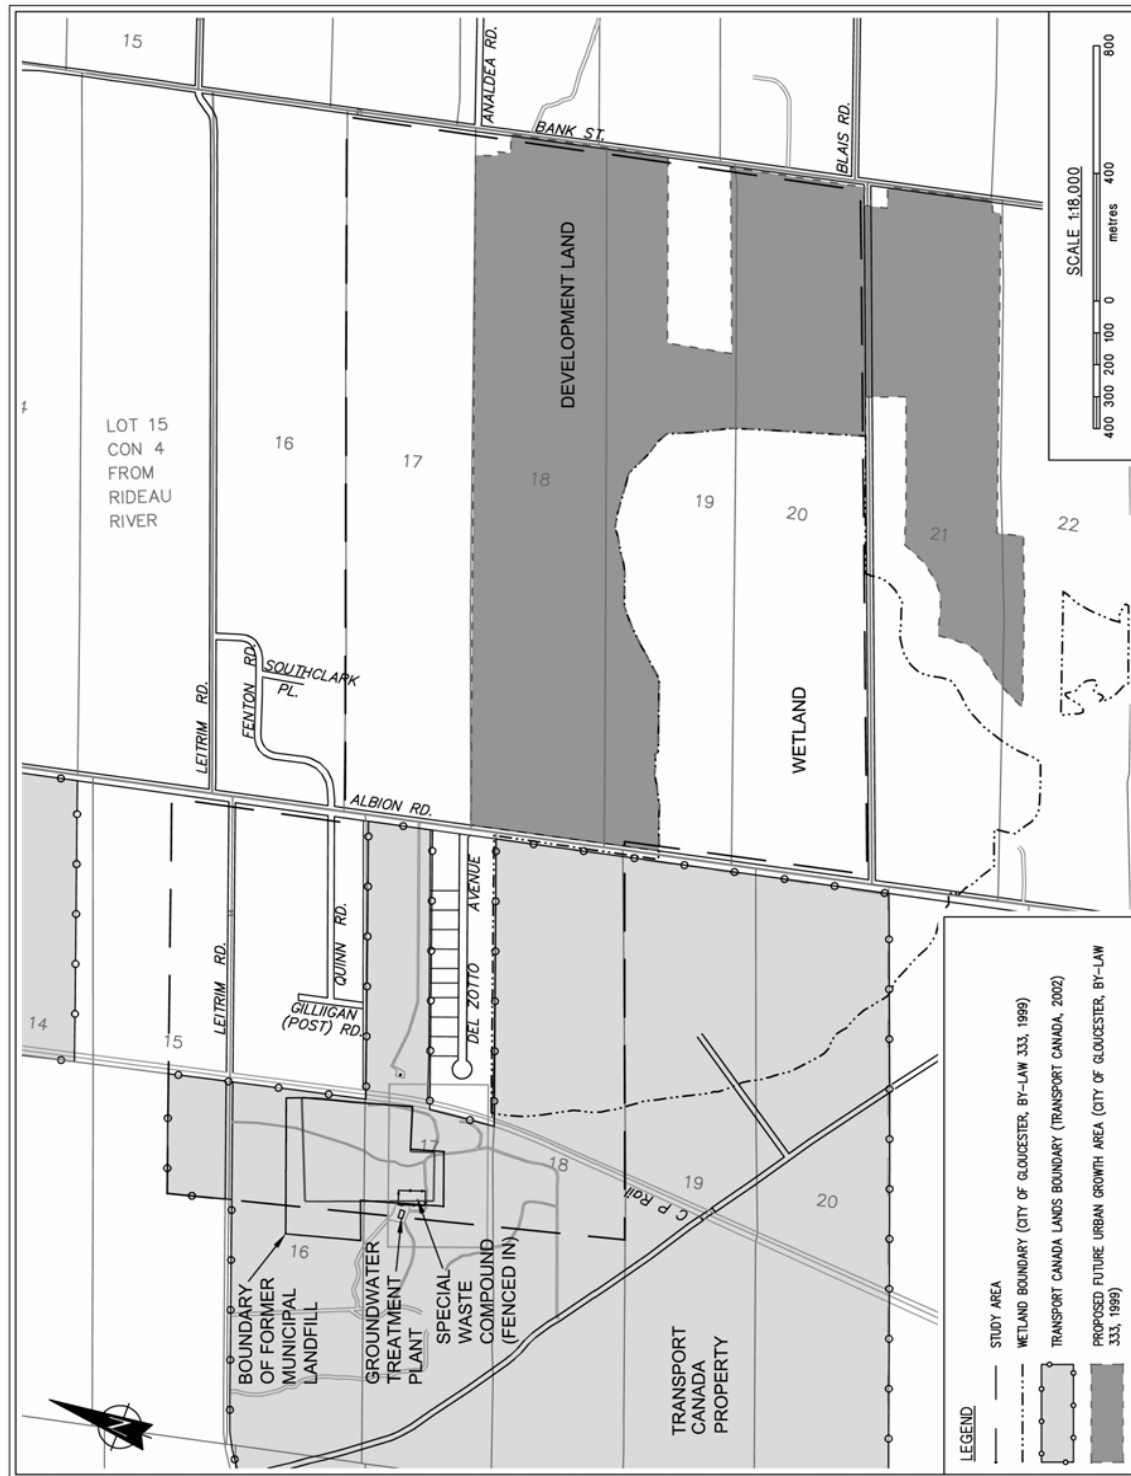 15
ANALDEA RD.
BANK ST.
BLAIS RD.
SCALE 1:18,000
400 300 200 100 0 400 800
metres
DEVELOPMENT LAND
LOT 15
CON 4
FROM
RIDEAU
RIVER
16
17
18
19
20
21
22
LEITRIM RD.
FENTON RD.
SOUTHCLARK
PL.
WETLAND
ALBION RD.
LEITRIM RD.
QUINN RD.
GILLIIGAN
(POST) RD.
DEL ZOTTO AVENUE
14
15
16
17
18
19
20
C P Rail
BOUNDARY
OF FORMER
MUNICIPAL
LANDFILL
GROUNDWATER
TREATMENT
PLANT
SPECIAL
WASTE
COMPOUND
(FENCED IN)
TRANSPORT
CANADA
PROPERTY
N
LEGEND
STUDY AREA
WETLAND BOUNDARY (CITY OF GLOUCESTER, BY-LAW 333, 1999)
TRANSPORT CANADA LANDS BOUNDARY (TRANSPORT CANADA, 2002)
PROPOSED FUTURE URBAN GROWTH AREA (CITY OF GLOUCESTER, BY-LAW
333, 1999)